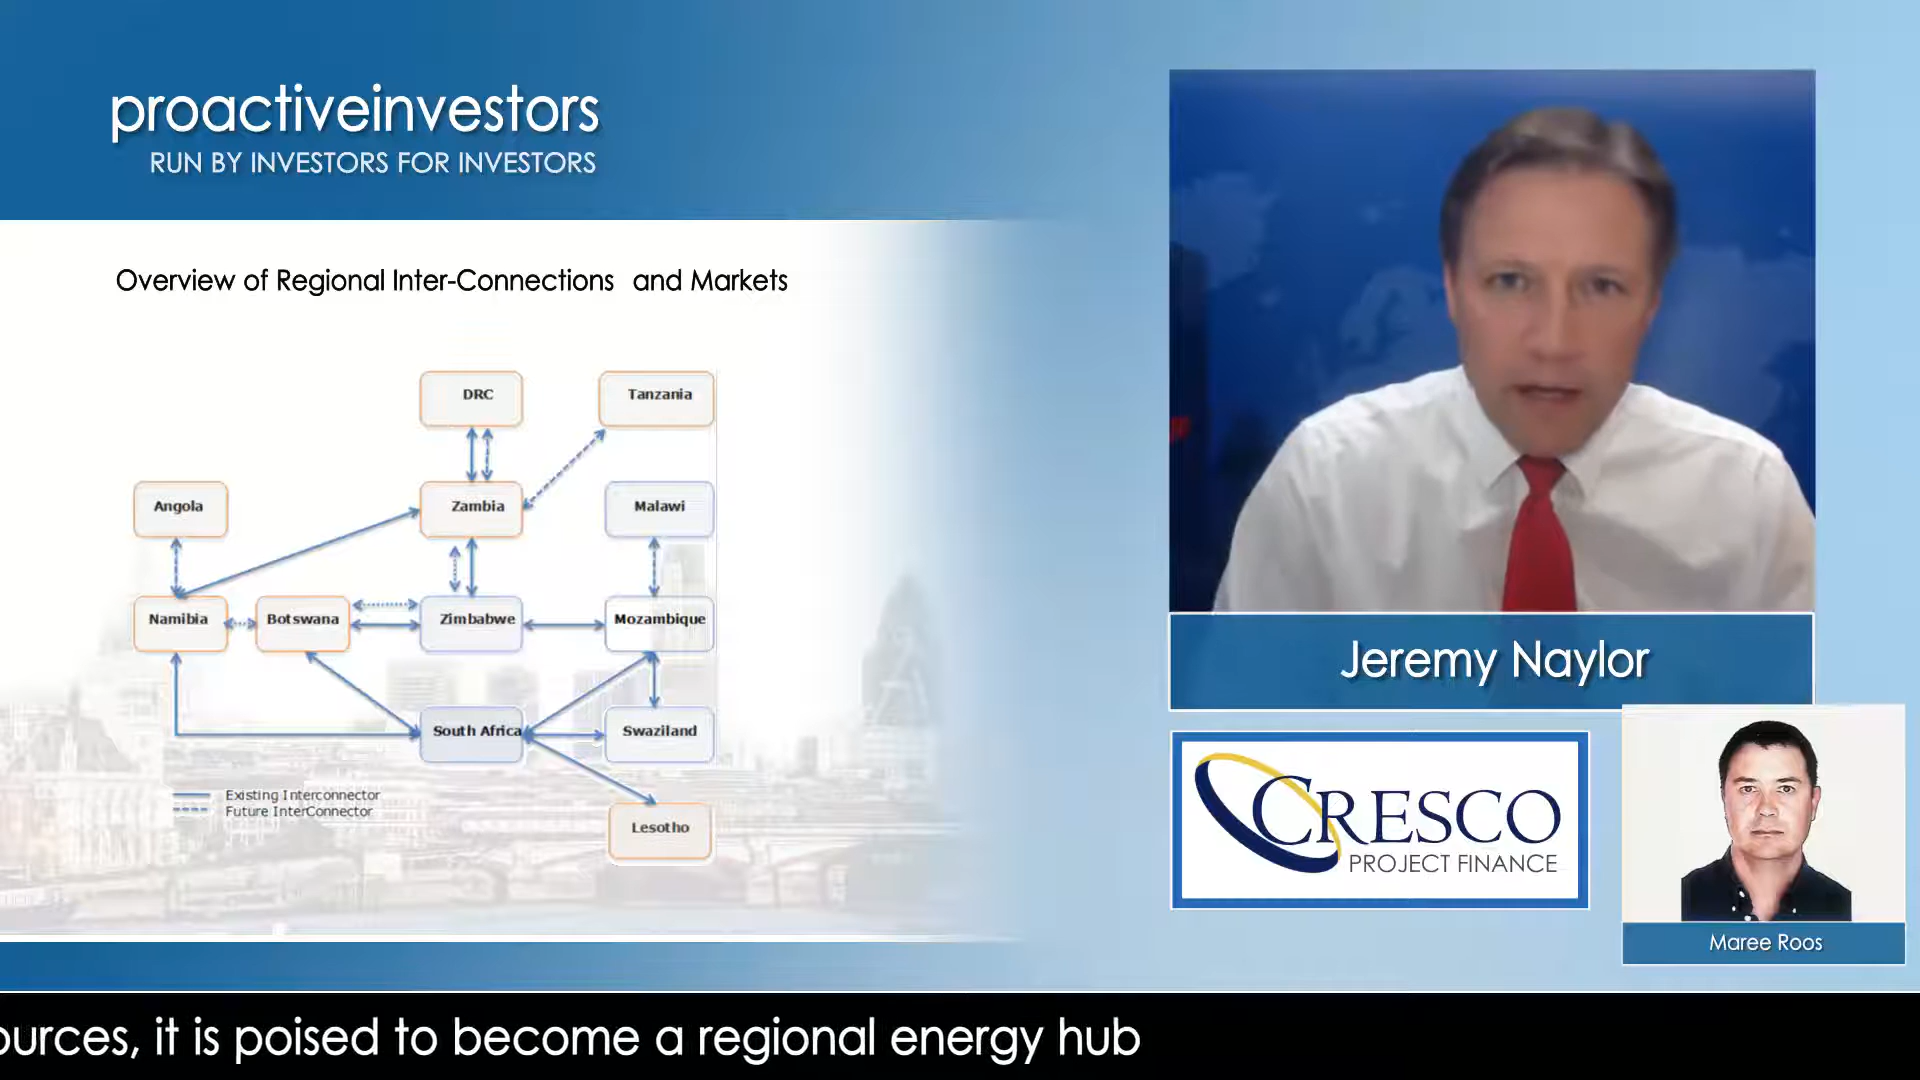 proactiveinvestors
RUN BY INVESTORS FOR INVESTORS
Overview of Regional Inter-Connections and Markets
DRC
Tanzania
Angola
Zambia
Malawi
Namibia
Botswana
Zimbabwe
Mozambique
South Africa
Swaziland
Existing Interconnector
Future InterConnector
Lesotho
Jeremy Naylor
CRESCO
PROJECT FINANCE
Maree Roos
it is poised to become a regional energy hub